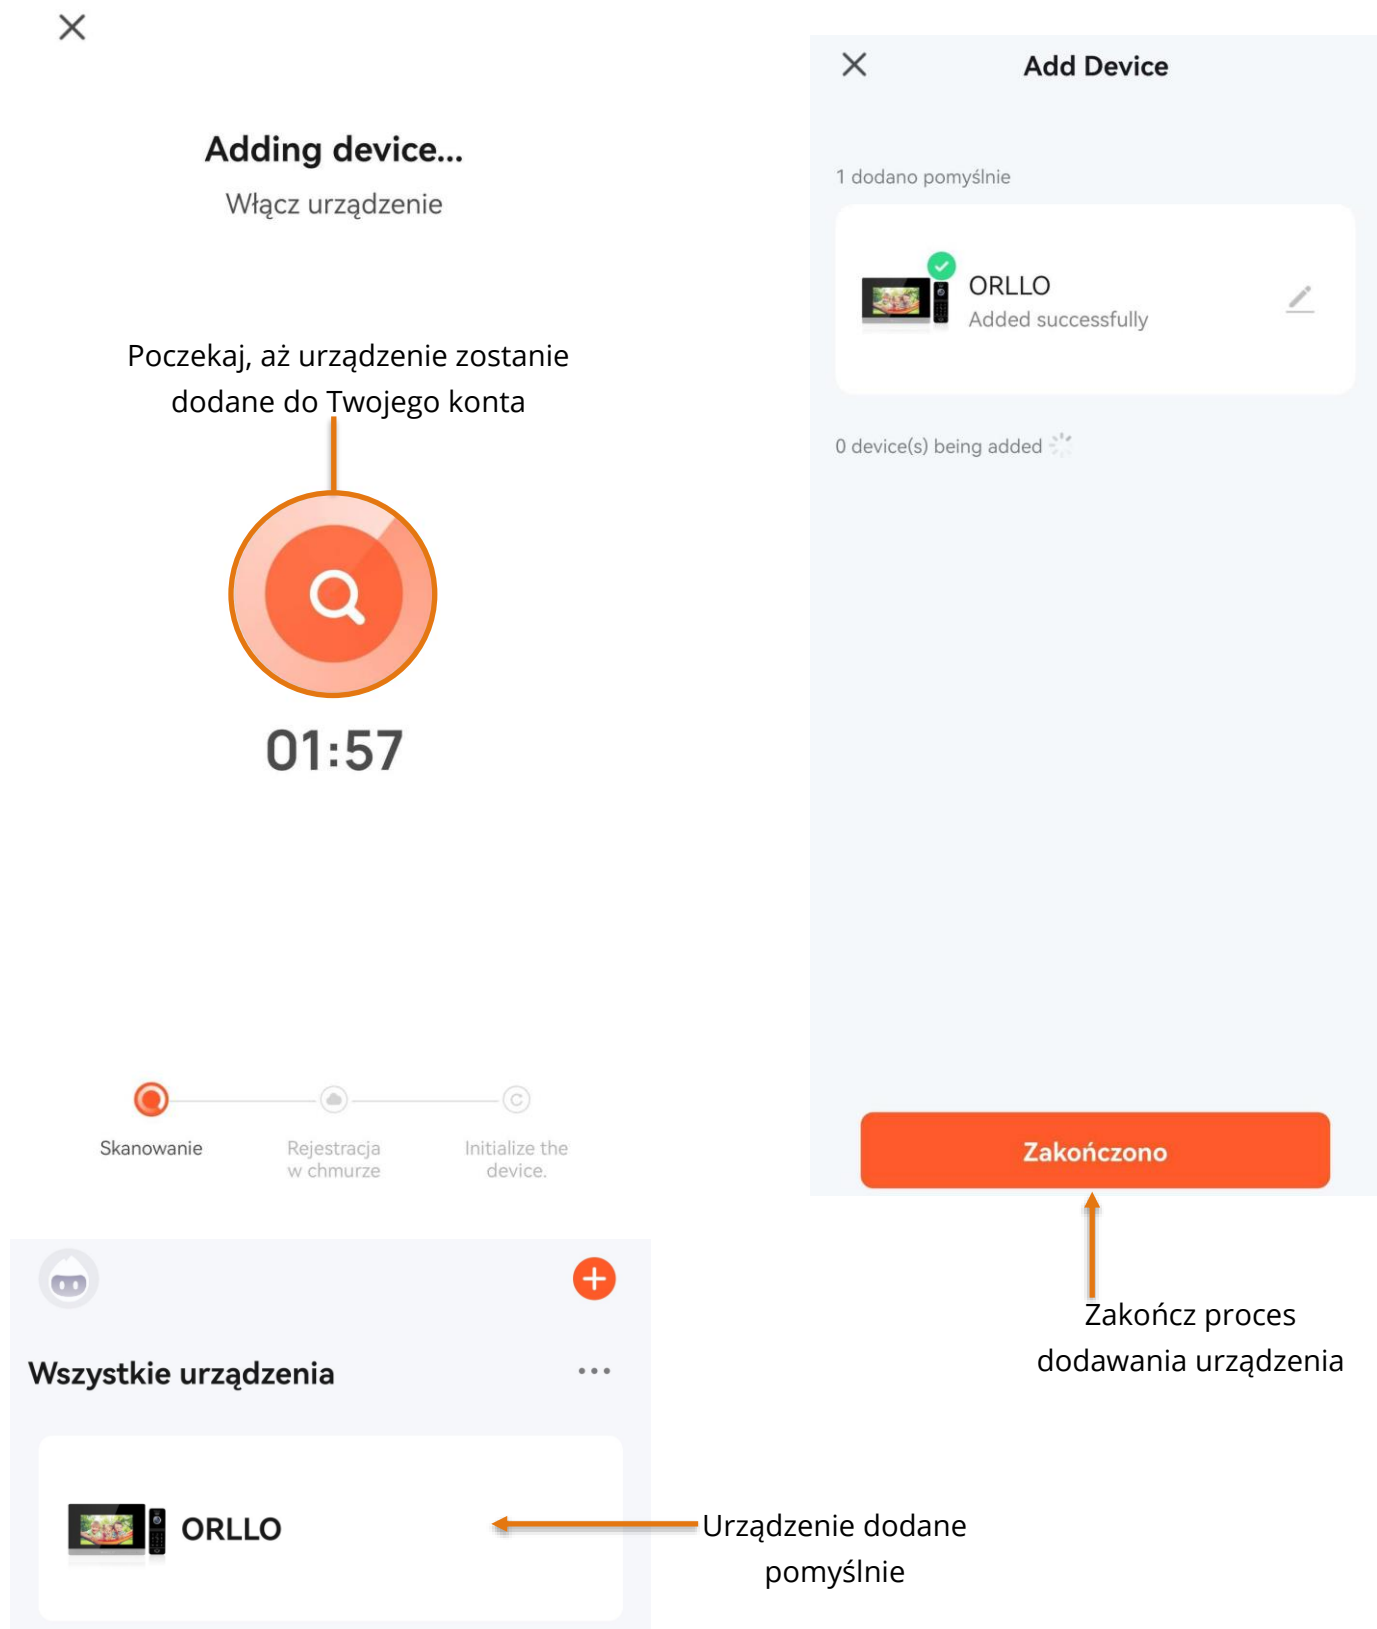 Adding device...
Włącz urządzenie
Poczekaj, aż urządzenie zostanie
dodane do Twojego konta
01:57
Skanowanie
Rejestracja
w chmurze
Initialize the
device.
Add Device
1 dodano pomyślnie
ORLLO
Added successfully
0 device(s) being added
Zakończono
Zakończ proces
dodawania urządzenia
Wszystkie urządzenia
ORLLO
Urządzenie dodane
pomyślnie